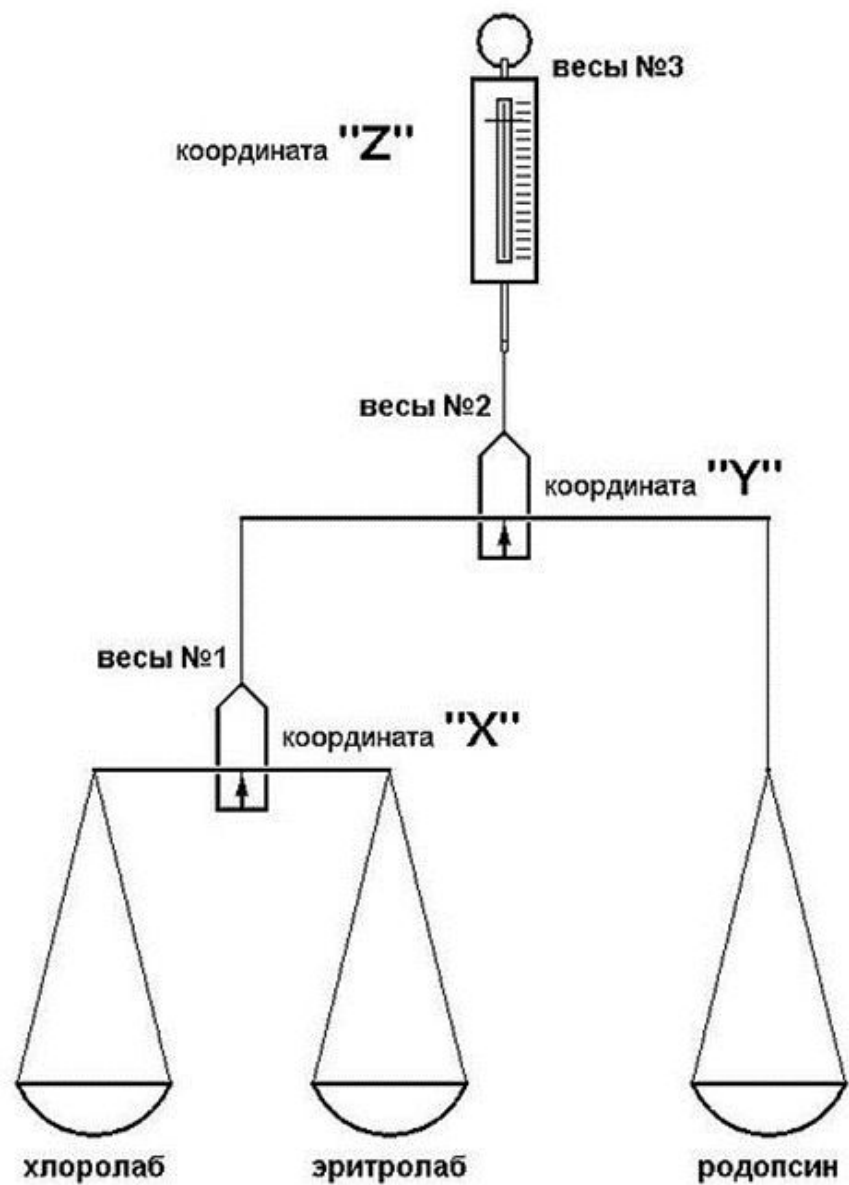 весы №3
координата "Z"
весы №2
координата "Y"
весы №1
координата "X"
хлоролаб
эритролаб
родопсин